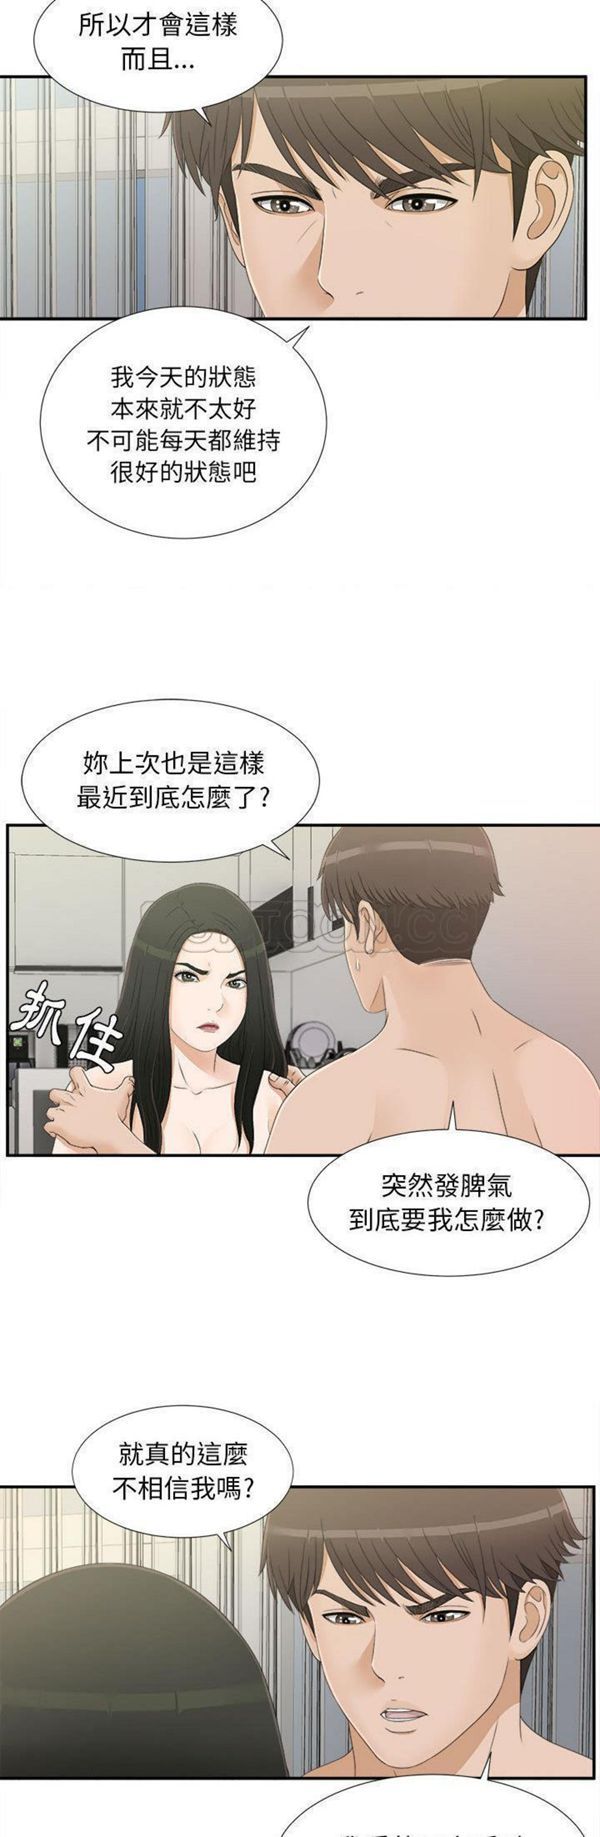 所以才會這樣
而且...
我今天的狀態
本來就不太好
不可能每天都維持
很好的狀態吧
妳上次也是這樣
最近到底怎麼了?
抓住
突然發脾氣
到底要我怎麼做?
就真的這麼
不相信我嗎?